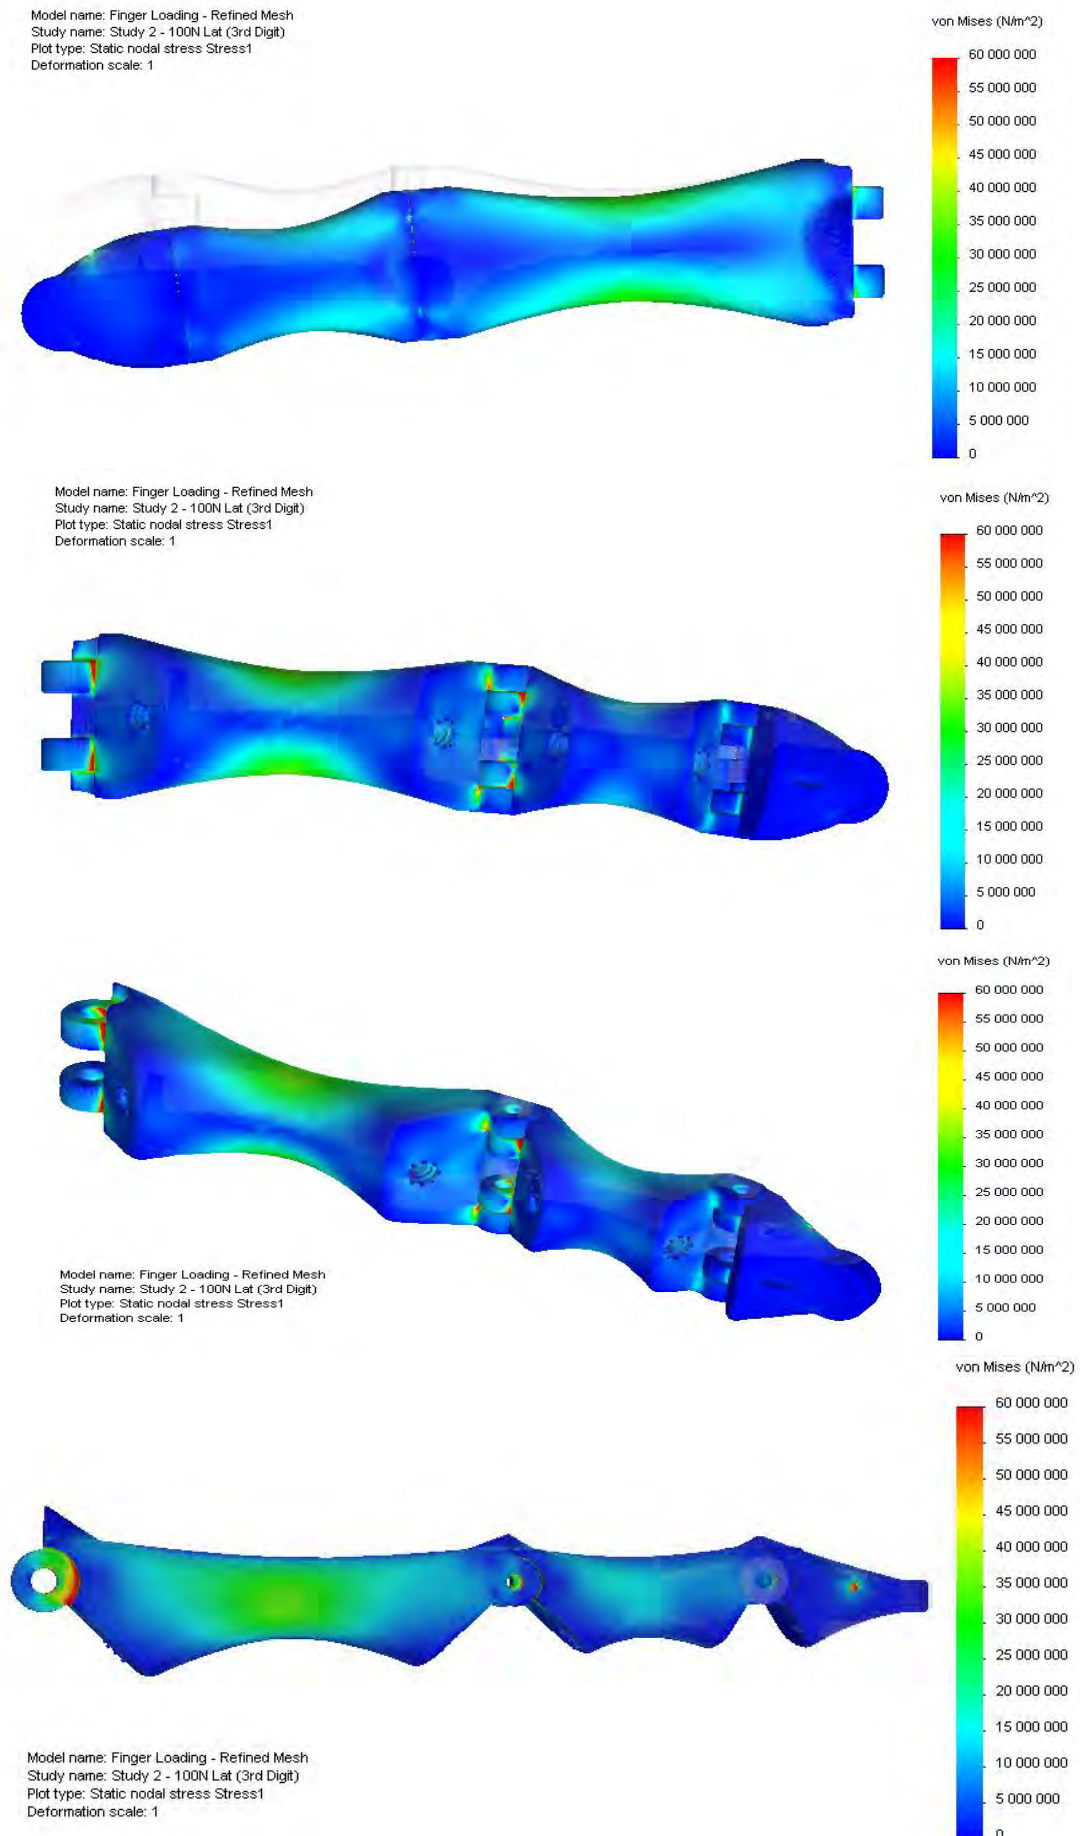 Model name: Finger Loading - Refined Mesh
Study name: Study 2 - 100N Lat (3rd Digit)
Plot type: Static nodal stress Stress1
Deformation scale: 1
von Mises (N/m^2)
60 000 000
55 000 000
50 000 000
45 000 000
40 000 000
35 000 000
30 000 000
25 000 000
20 000 000
15 000 000
10 000 000
5 000 000
0
Model name: Finger Loading - Refined Mesh
Study name: Study 2 - 100N Lat (3rd Digit)
Plot type: Static nodal stress Stress1
Deformation scale: 1
von Mises (N/m^2)
60 000 000
55 000 000
50 000 000
45 000 000
40 000 000
35 000 000
30 000 000
25 000 000
20 000 000
15 000 000
10 000 000
5 000 000
0
von Mises (N/m^2)
60 000 000
55 000 000
50 000 000
45 000 000
40 000 000
35 000 000
30 000 000
25 000 000
20 000 000
15 000 000
10 000 000
5 000 000
0
Model name: Finger Loading - Refined Mesh
Study name: Study 2 - 100N Lat (3rd Digit)
Plot type: Static nodal stress Stress1
Deformation scale: 1
von Mises (N/m^2)
60 000 000
55 000 000
50 000 000
45 000 000
40 000 000
35 000 000
30 000 000
25 000 000
20 000 000
15 000 000
10 000 000
5 000 000
0
Model name: Finger Loading - Refined Mesh
Study name: Study 2 - 100N Lat (3rd Digit)
Plot type: Static nodal stress Stress1
Deformation scale: 1